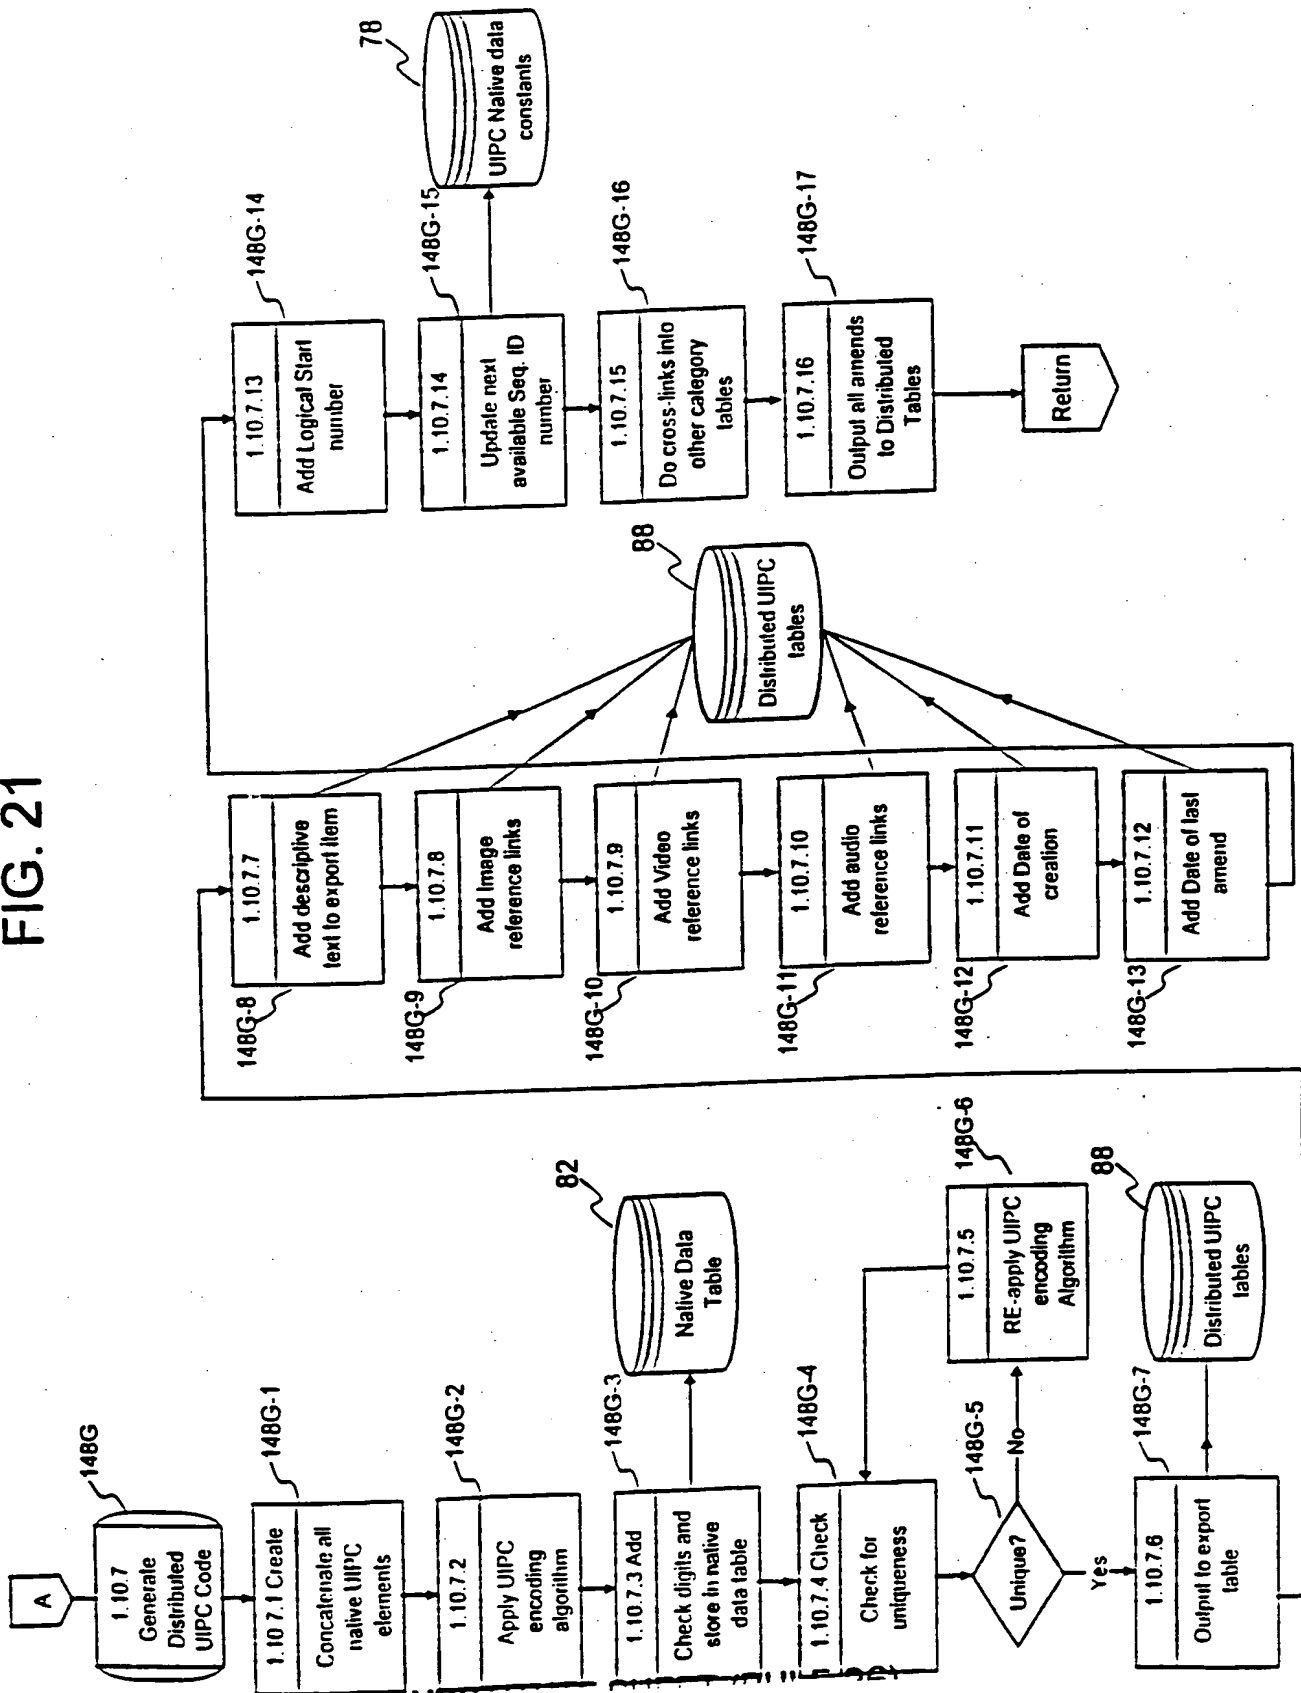 FIG. 21
A
148G
1.10.7
Generate
Distributed
UIPC Code
148G-1
1.10 7.1 Create
Concatenate all
native UIPC
elements
148G-2
1.10.7.2
Apply UIPC
encoding
algorithm
148G-3
1.10.7.3 Add
Check digits and
store in native
data table
82
Native Data
Table
148G-4
1.10.7.4 Check
Check for
uniqueness
148G-5
Unique?
No
Yes
148G-6
1.10.7.5
RE-apply UIPC
encoding
Algorithm
148G-7
1.10.7.6
Output to export
table
88
Distributed UIPC
tables
148G-8
1.10.7.7
Add descriptive
text to export item
148G-9
1.10.7.8
Add Image
reference links
148G-10
1.10.7.9
Add Video
reference links
148G-11
1.10.7.10
Add audio
reference links
148G-12
1.10.7.11
Add Date of
creation
148G-13
1.10.7.12
Add Date of last
amend
88
Distributed UIPC
tables
148G-14
1.10.7.13
Add Logical Start
number
148G-15
1.10.7.14
Update next
available Seq. ID
number
78
UIPC Native data
constants
148G-16
1.10.7.15
Do cross-links into
other category
tables
148G-17
1.10.7.16
Output all amends
to Distributed
Tables
Return